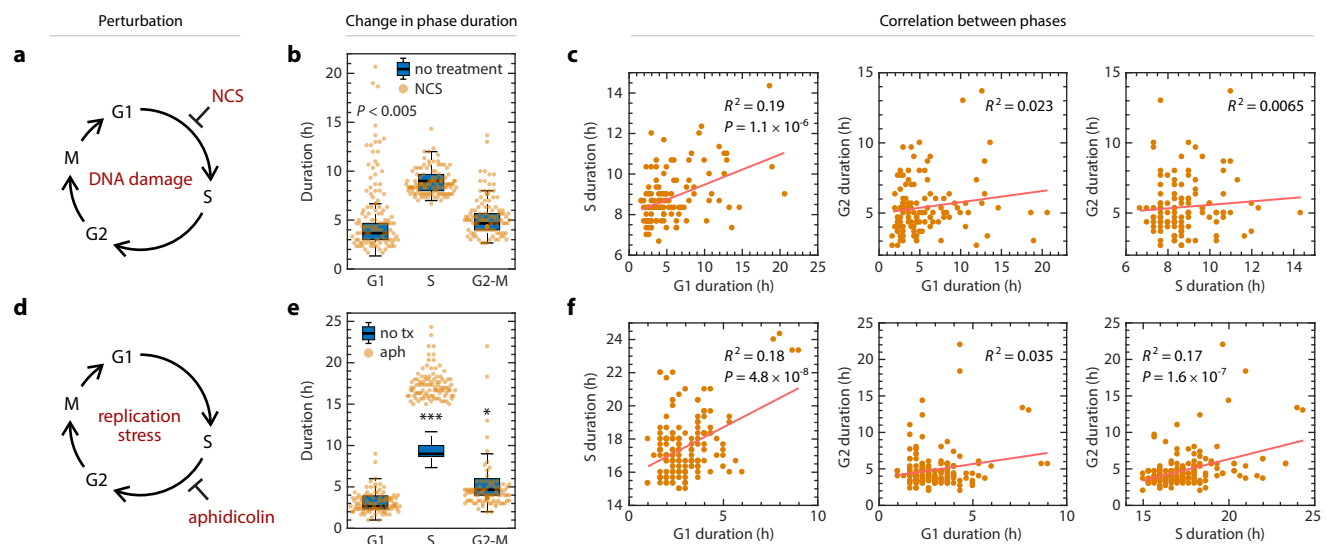 Perturbation
Change in phase duration
Correlation between phases
a
G1
NCS
M
DNA damage
S
G2
b
Duration (h)
20
15
10
5
0
no treatment
NCS
P < 0.005
G1
S
G2-M
c
S duration (h)
14
12
10
8
6
R² = 0.19
P = 1.1 × 10⁻⁶
0
5
10
15
20
25
G1 duration (h)
G2 duration (h)
15
10
5
0
R² = 0.023
0
5
10
15
20
G1 duration (h)
G2 duration (h)
15
10
5
0
R² = 0.0065
6
8
10
12
14
S duration (h)
d
G1
M
replication
stress
S
G2
aphidicolin
e
Duration (h)
25
20
15
10
5
0
no tx
aph
***
*
G1
S
G2-M
f
S duration (h)
26
24
22
20
18
16
14
R² = 0.18
P = 4.8 × 10⁻⁸
0
5
10
G1 duration (h)
G2 duration (h)
25
20
15
10
5
0
R² = 0.035
0
5
10
G1 duration (h)
G2 duration (h)
25
20
15
10
5
0
R² = 0.17
P = 1.6 × 10⁻⁷
15
20
25
S duration (h)